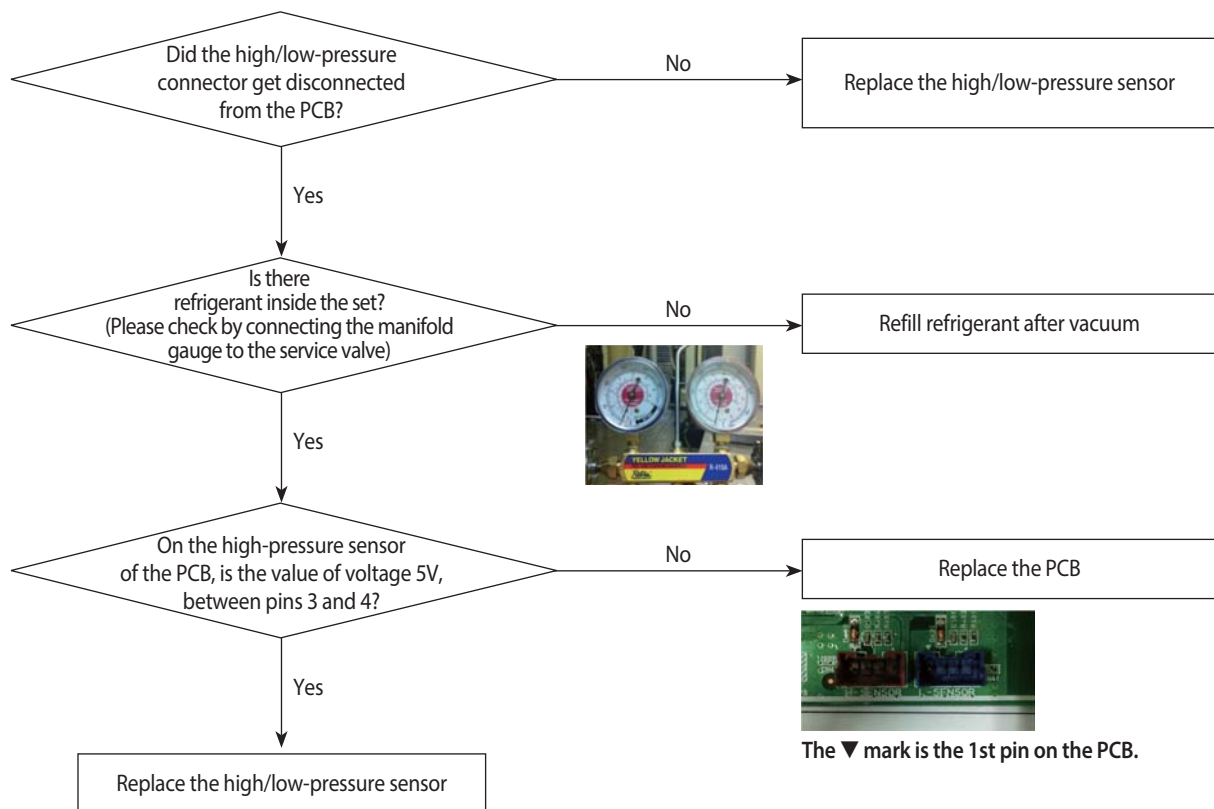 Did the high/low-pressure
connector get disconnected
from the PCB?
No
Replace the high/low-pressure sensor
Yes
Is there
refrigerant inside the set?
(Please check by connecting the manifold
gauge to the service valve)
No
Refill refrigerant after vacuum
YELLOW JACKET
R-410A
Yes
On the high-pressure sensor
of the PCB, is the value of voltage 5V,
between pins 3 and 4?
No
Replace the PCB
H-SENSOR L-SENSOR
The ▼ mark is the 1st pin on the PCB.
Yes
Replace the high/low-pressure sensor